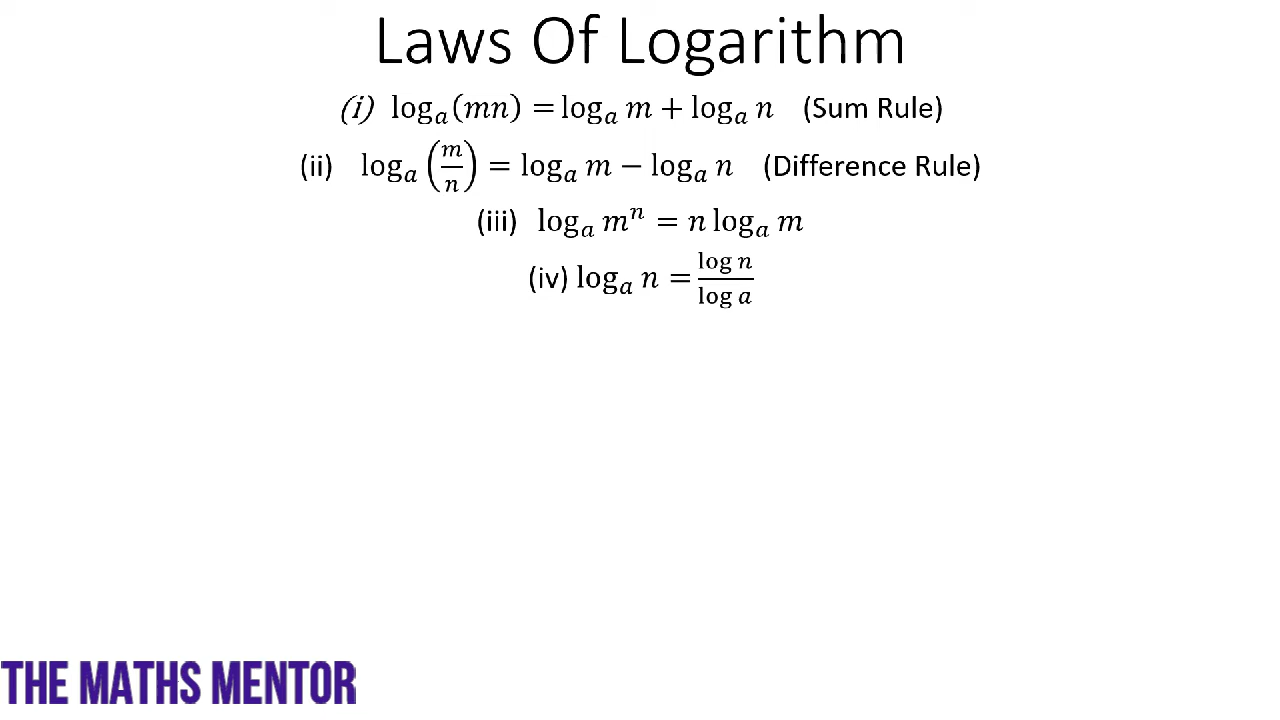 Laws Of Logarithm
(i) logₐ(mn) = logₐ m + logₐ n (Sum Rule)
(ii) logₐ (m/n) = logₐ m − logₐ n (Difference Rule)
(iii) logₐ mⁿ = n logₐ m
(iv) logₐ n = log n / log a
THE MATHS MENTOR